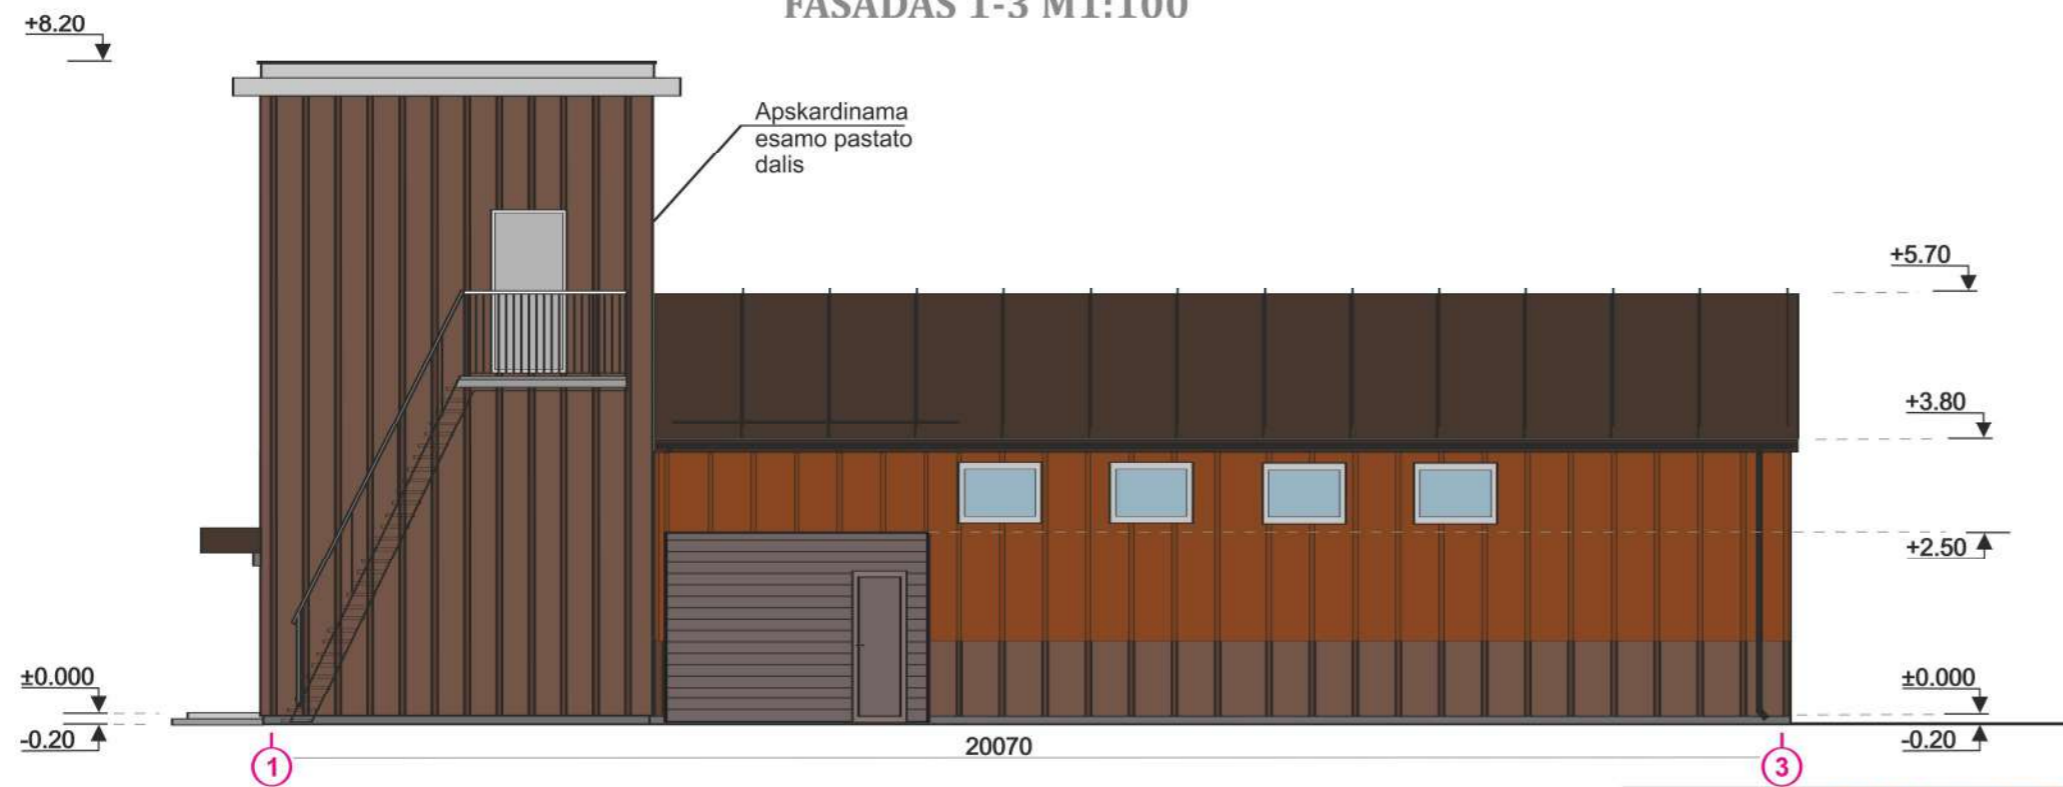 FASADAS 1-3 M1:100
+8.20
Apskardinama
esamo pastato
dalis
+5.70
+3.80
+2.50
±0.000
-0.20
±0.000
-0.20
20070
1
3